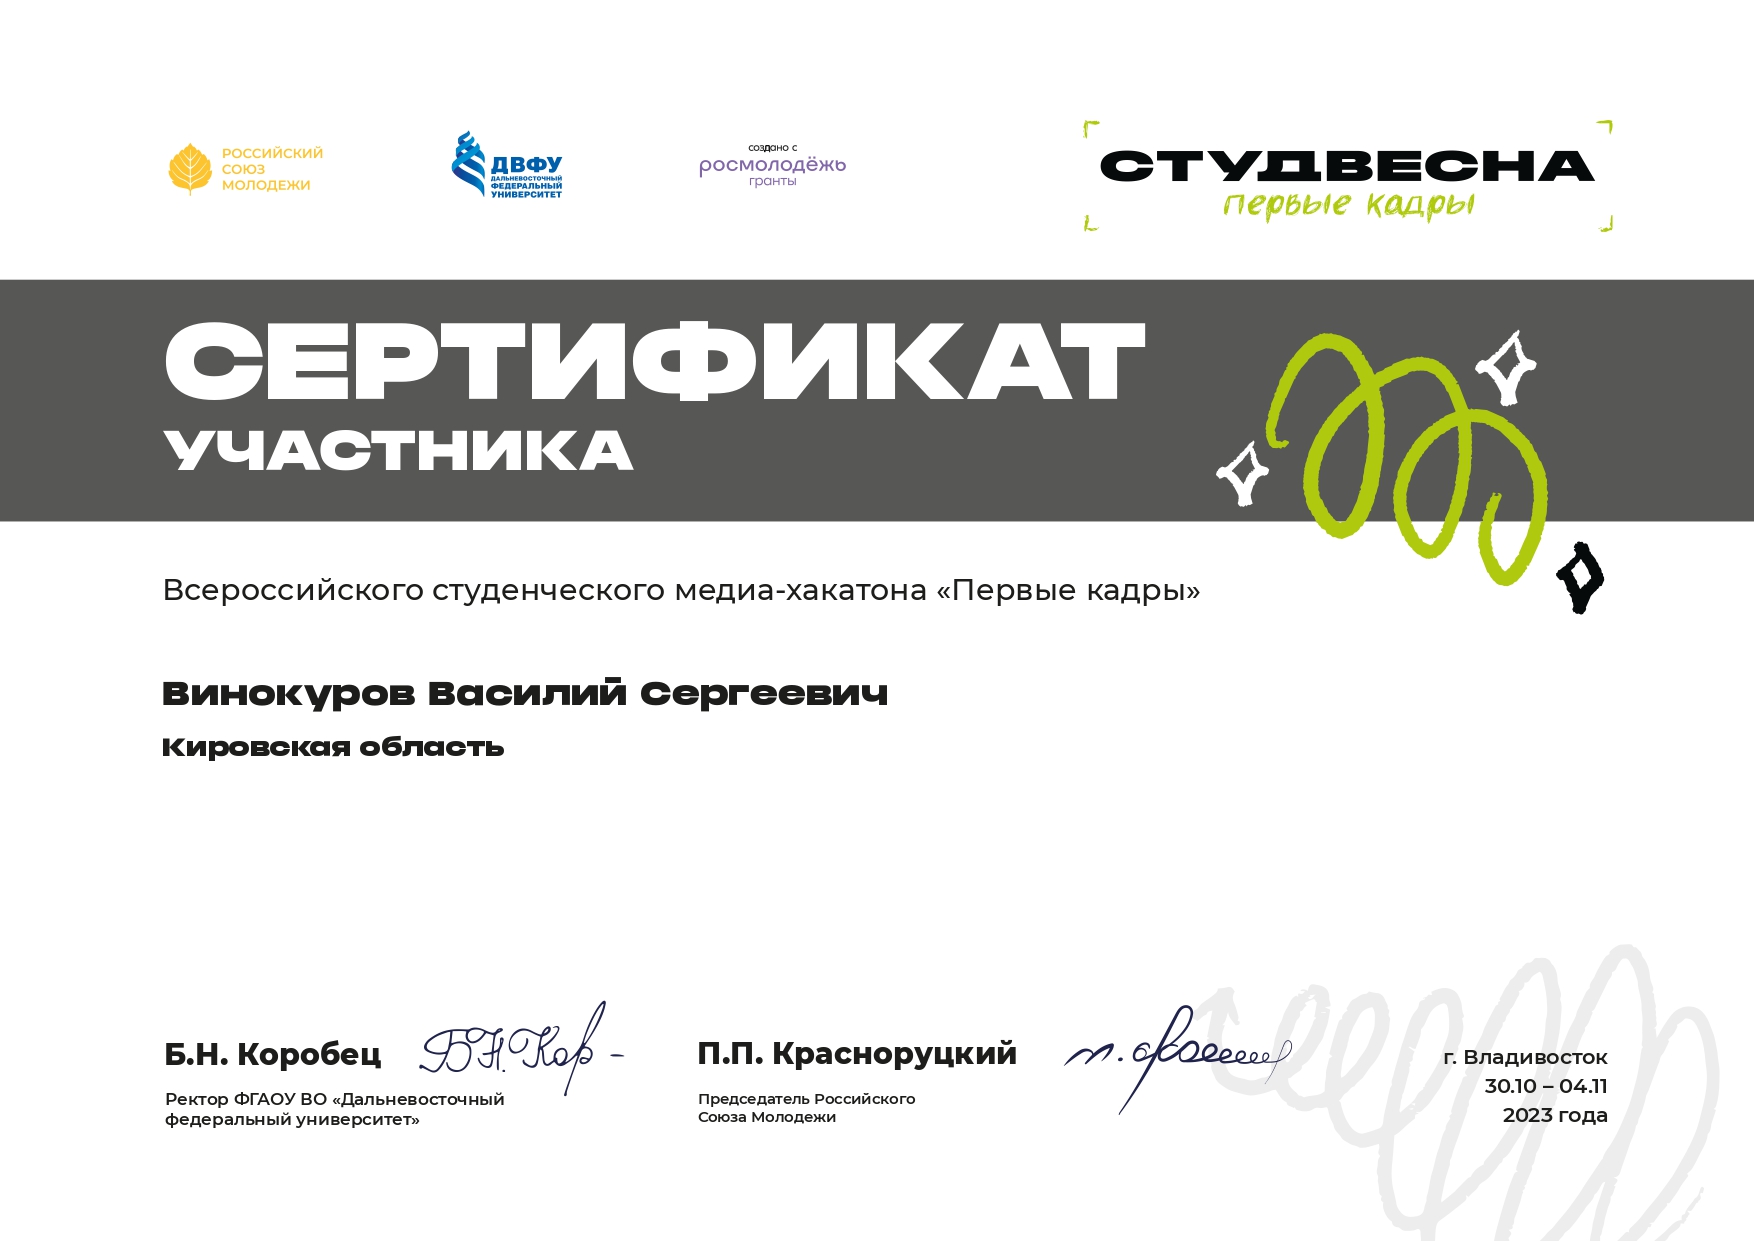 РОССИЙСКИЙ
СОЮЗ
МОЛОДЕЖИ
ДВФУ
ДАЛЬНЕВОСТОЧНЫЙ
ФЕДЕРАЛЬНЫЙ
УНИВЕРСИТЕТ
создано с
росмолодёжь
гранты
СТУДВЕСНА
первые кадры
СЕРТИФИКАТ
УЧАСТНИКА
Всероссийского студенческого медиа-хакатона «Первые кадры»
Винокуров Василий Сергеевич
Кировская область
Б.Н. Коробец
Б.Н.Кор-
Ректор ФГАОУ ВО «Дальневосточный
федеральный университет»
П.П. Красноруцкий
Председатель Российского
Союза Молодежи
г. Владивосток
30.10 – 04.11
2023 года